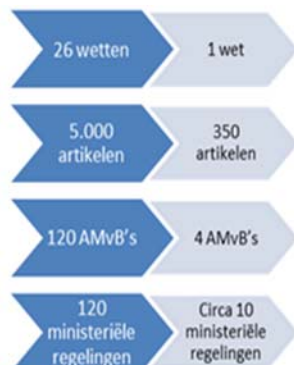 26 wetten
1 wet
5.000
artikelen
350
artikelen
120 AMvB's
4 AMvB's
120
ministeriële
regelingen
Circa 10
ministeriële
regelingen